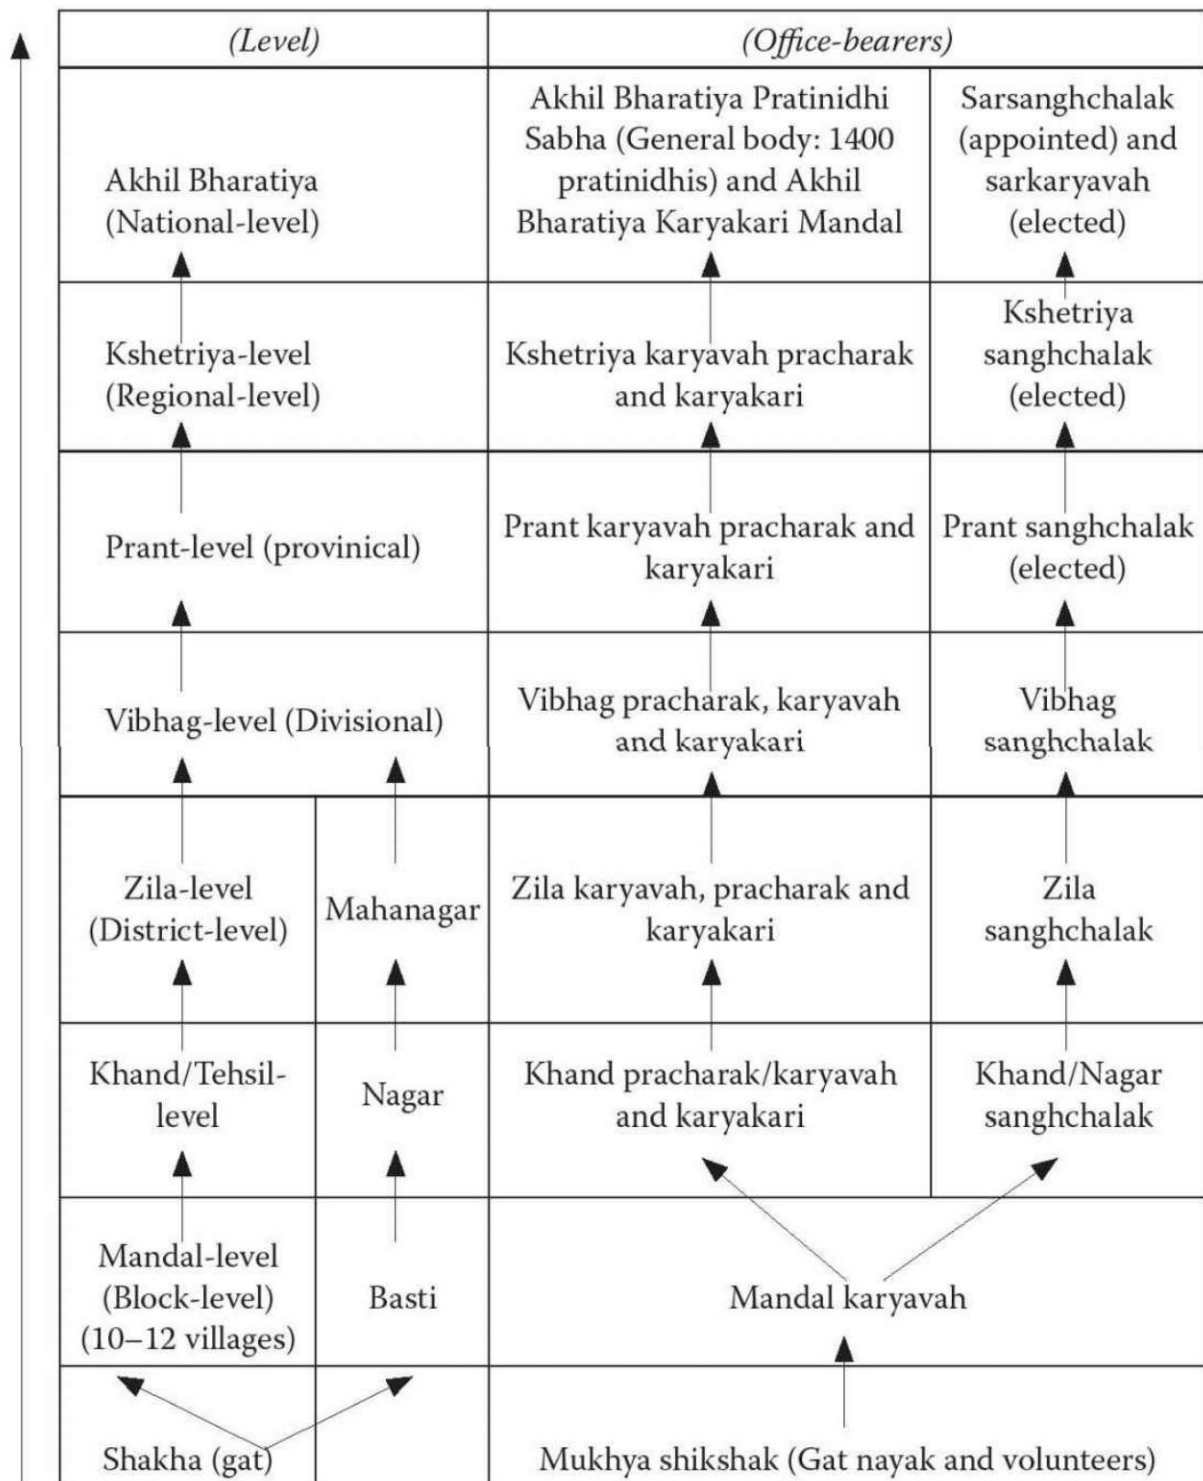 (Level)
(Office-bearers)
Akhil Bharatiya
(National-level)
Akhil Bharatiya Pratinidhi
Sabha (General body: 1400
pratinidhis) and Akhil
Bharatiya Karyakari Mandal
Sarsanghchalak
(appointed) and
sarkaryavah
(elected)
Kshetriya-level
(Regional-level)
Kshetriya karyavah pracharak
and karyakari
Kshetriya
sanghchalak
(elected)
Prant-level (provinical)
Prant karyavah pracharak and
karyakari
Prant sanghchalak
(elected)
Vibhag-level (Divisional)
Vibhag pracharak, karyavah
and karyakari
Vibhag
sanghchalak
Zila-level
(District-level)
Mahanagar
Zila karyavah, pracharak and
karyakari
Zila
sanghchalak
Khand/Tehsil-
level
Nagar
Khand pracharak/karyavah
and karyakari
Khand/Nagar
sanghchalak
Mandal-level
(Block-level)
(10–12 villages)
Basti
Mandal karyavah
Shakha (gat)
Mukhya shikshak (Gat nayak and volunteers)